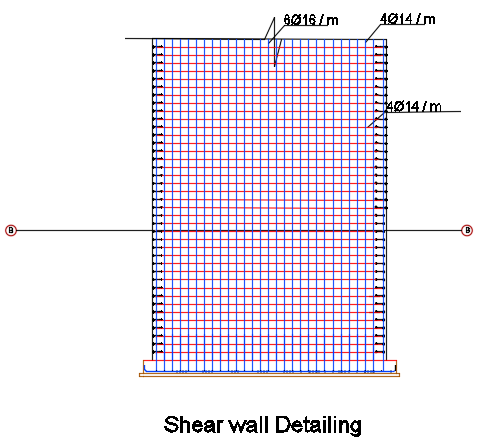 6Ø16 / m
4Ø14 / m
4Ø14 / m
B
B
Shear wall Detailing